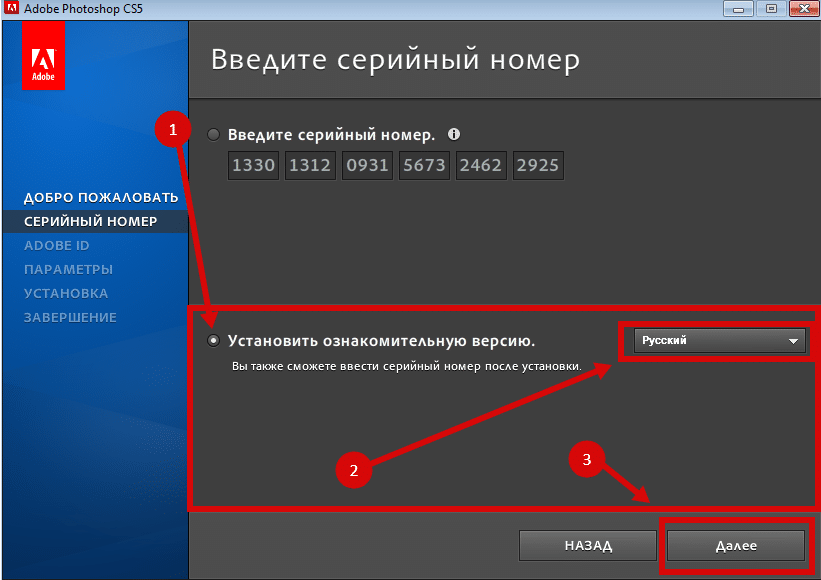 Adobe Photoshop CS5
Adobe
Введите серийный номер
1
Введите серийный номер.
1330 1312 0931 5673 2462 2925
ДОБРО ПОЖАЛОВАТЬ
СЕРИЙНЫЙ НОМЕР
ADOBE ID
ПАРАМЕТРЫ
УСТАНОВКА
ЗАВЕРШЕНИЕ
Установить ознакомительную версию.
Русский
Вы также сможете ввести серийный номер после установки.
2
3
НАЗАД
Далее